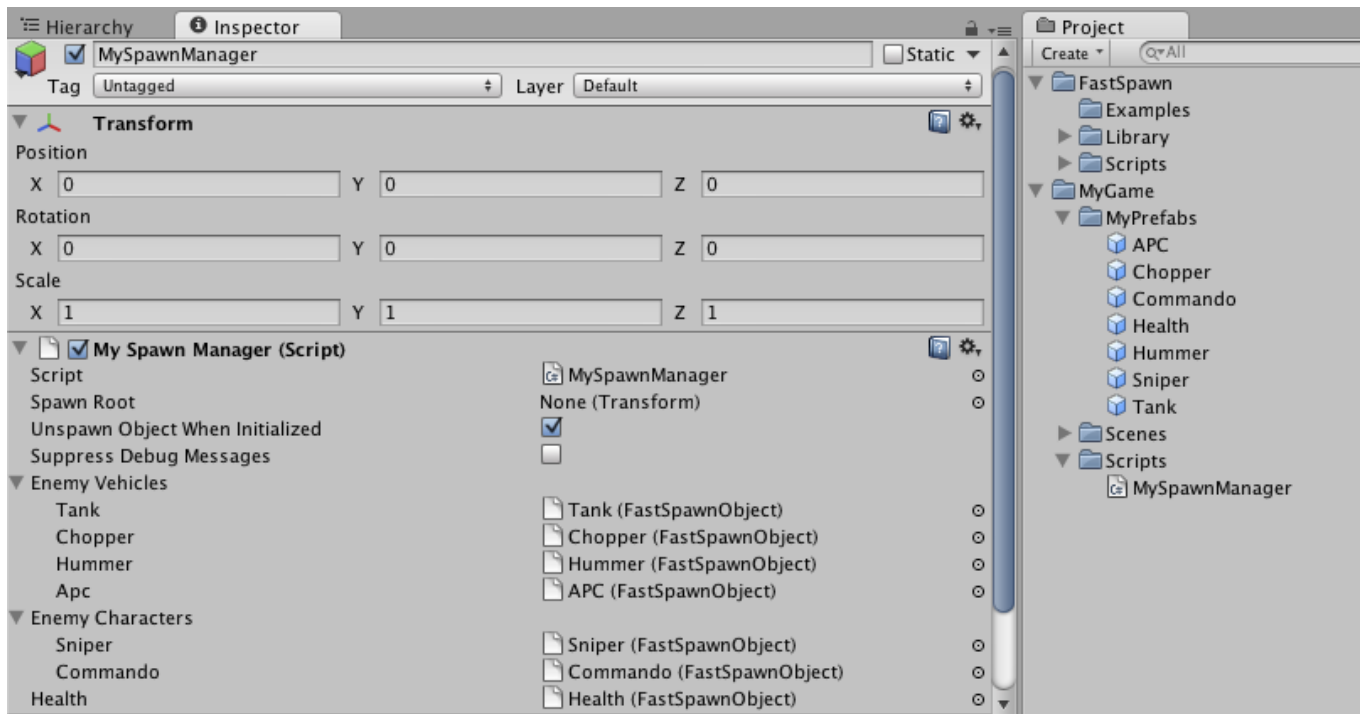 Hierarchy
Inspector
MySpawnManager
Static
Tag Untagged
Layer Default
Transform
Position
X 0 Y 0 Z 0
Rotation
X 0 Y 0 Z 0
Scale
X 1 Y 1 Z 1
My Spawn Manager (Script)
Script MySpawnManager
Spawn Root None (Transform)
Unspawn Object When Initialized
Suppress Debug Messages
Enemy Vehicles
Tank Tank (FastSpawnObject)
Chopper Chopper (FastSpawnObject)
Hummer Hummer (FastSpawnObject)
Apc APC (FastSpawnObject)
Enemy Characters
Sniper Sniper (FastSpawnObject)
Commando Commando (FastSpawnObject)
Health Health (FastSpawnObject)
Project
Create All
FastSpawn
Examples
Library
Scripts
MyGame
MyPrefabs
APC
Chopper
Commando
Health
Hummer
Sniper
Tank
Scenes
Scripts
MySpawnManager